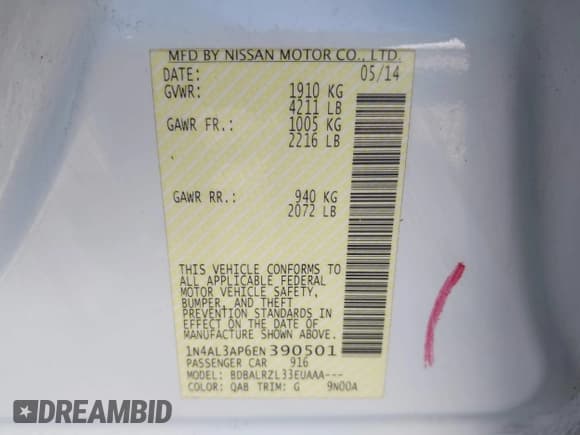 MFD BY NISSAN MOTOR CO., LTD.
DATE: 05/14
GVWR: 1910 KG
4211 LB
GAWR FR.: 1005 KG
2216 LB
GAWR RR.: 940 KG
2072 LB
THIS VEHICLE CONFORMS TO
ALL APPLICABLE FEDERAL
MOTOR VEHICLE SAFETY,
BUMPER, AND THEFT
PREVENTION STANDARDS IN
EFFECT ON THE DATE OF
MANUFACTURE SHOWN ABOVE.
1N4AL3AP6EN390501
PASSENGER CAR 916
MODEL: BDBALRZL33EUAAA---
COLOR: QAB TRIM: G 9N00A
DREAMBID